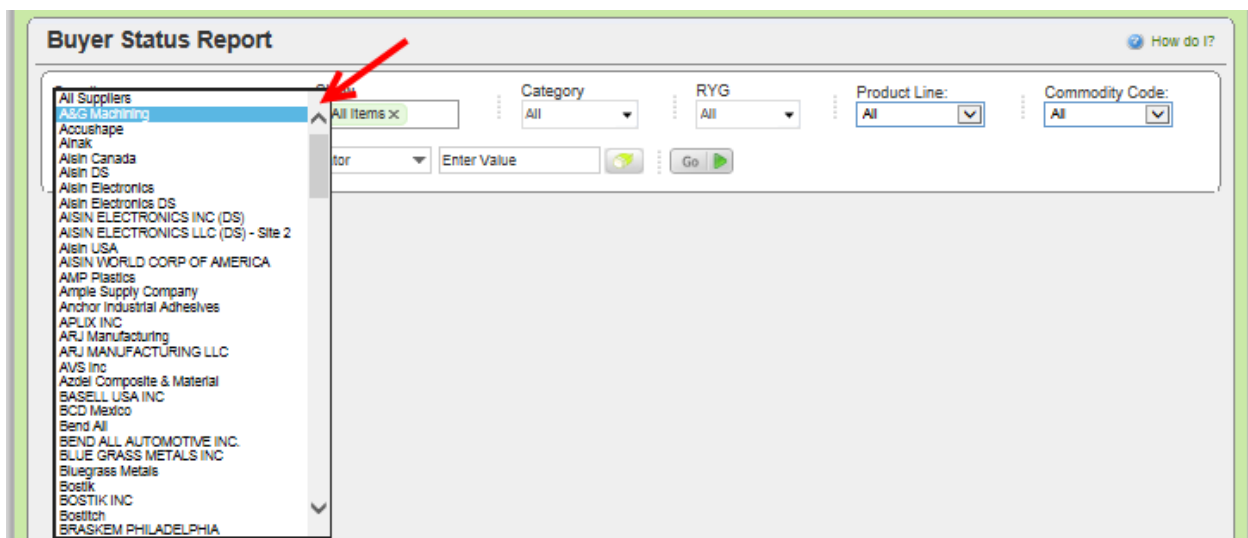 Buyer Status Report
How do I?
Category
RYG
Product Line:
Commodity Code:
All Items ×
All
All
All
All
Enter Value
Go
All Suppliers
A&G Machining
Accushape
Ainak
Aisin Canada
Aisin DS
Aisin Electronics
Aisin Electronics DS
AISIN ELECTRONICS INC (DS)
AISIN ELECTRONICS LLC (DS) - Site 2
Aisin USA
AISIN WORLD CORP OF AMERICA
AMP Plastics
Ample Supply Company
Anchor Industrial Adhesives
APLIX INC
ARJ Manufacturing
ARJ MANUFACTURING LLC
AVS Inc
Azdel Composite & Material
BASELL USA INC
BCD Mexico
Bend All
BEND ALL AUTOMOTIVE INC.
BLUE GRASS METALS INC
Bluegrass Metals
Bostik
BOSTIK INC
Bostitch
BRASKEM PHILADELPHIA